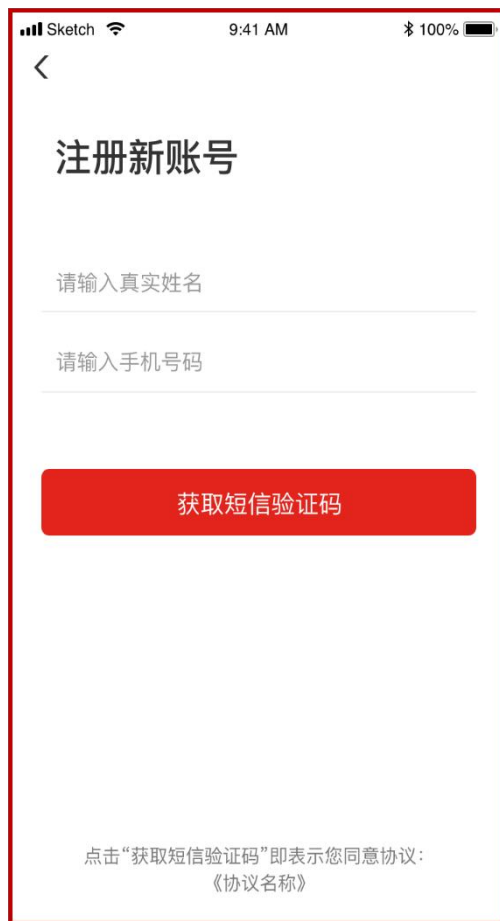 Sketch 9:41 AM 100%
注册新账号
请输入真实姓名
请输入手机号码
获取短信验证码
点击“获取短信验证码”即表示您同意协议：
《协议名称》